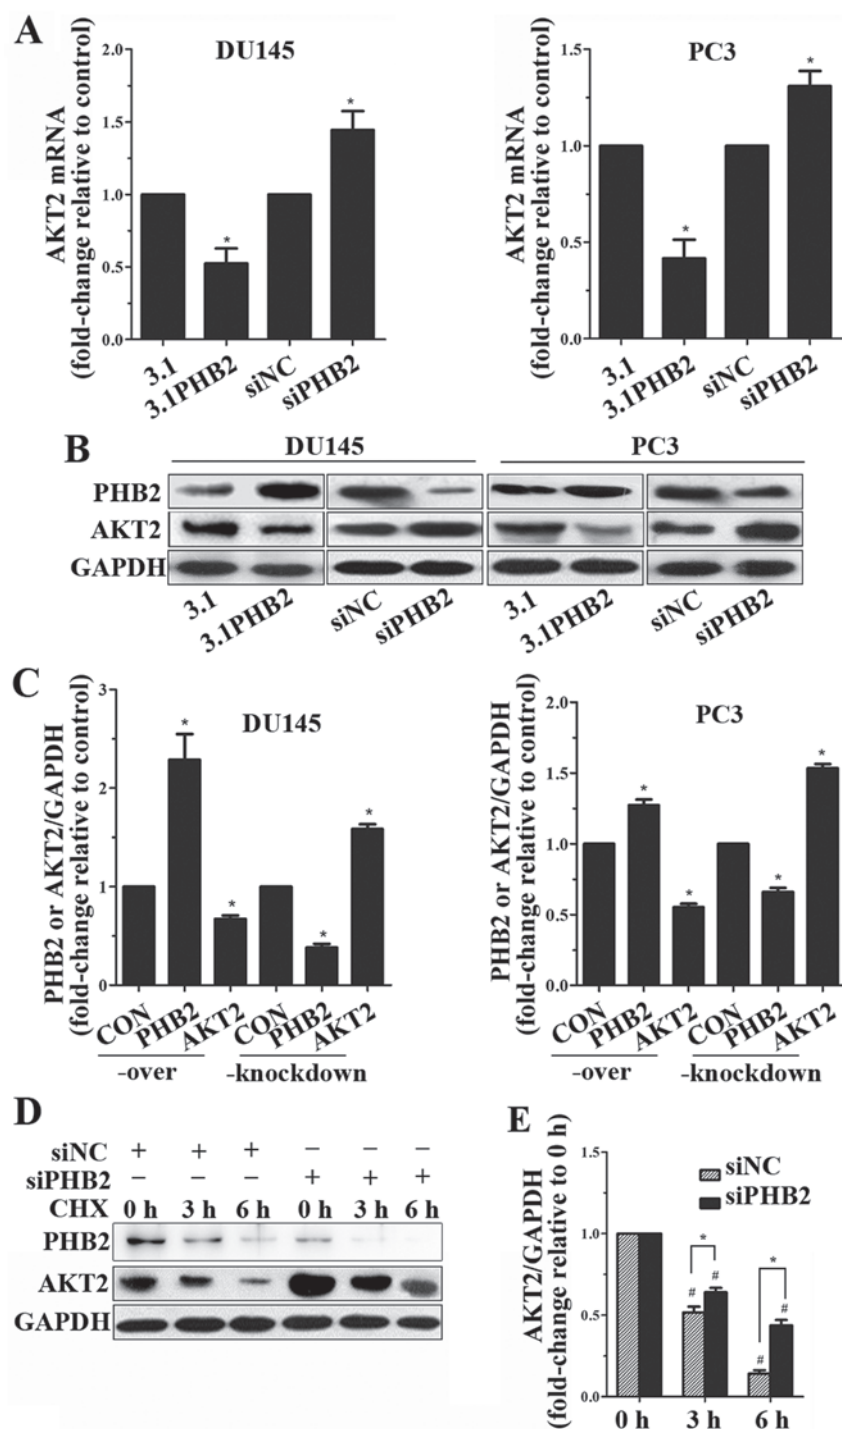 A
DU145
AKT2 mRNA
(fold-change relative to control)
2.0
1.5
1.0
0.5
0.0
*
*
3.1
3.1PHB2
siNC
siPHB2
PC3
AKT2 mRNA
(fold-change relative to control)
1.5
1.0
0.5
0.0
*
*
3.1
3.1PHB2
siNC
siPHB2
B
DU145 PC3
PHB2
AKT2
GAPDH
3.1 3.1PHB2 siNC siPHB2 3.1 3.1PHB2 siNC siPHB2
C
DU145
PHB2 or AKT2/GAPDH
(fold-change relative to control)
3
2
1
0
*
*
*
*
CON PHB2 AKT2 CON PHB2 AKT2
-over -knockdown
PC3
PHB2 or AKT2/GAPDH
(fold-change relative to control)
2.0
1.5
1.0
0.5
0.0
*
*
*
*
CON PHB2 AKT2 CON PHB2 AKT2
-over -knockdown
D
siNC + + + − − −
siPHB2 − − − + + +
CHX 0 h 3 h 6 h 0 h 3 h 6 h
PHB2
AKT2
GAPDH
E
AKT2/GAPDH
(fold-change relative to 0 h)
1.5
1.0
0.5
0.0
siNC
siPHB2
*
# #
*
# #
0 h 3 h 6 h